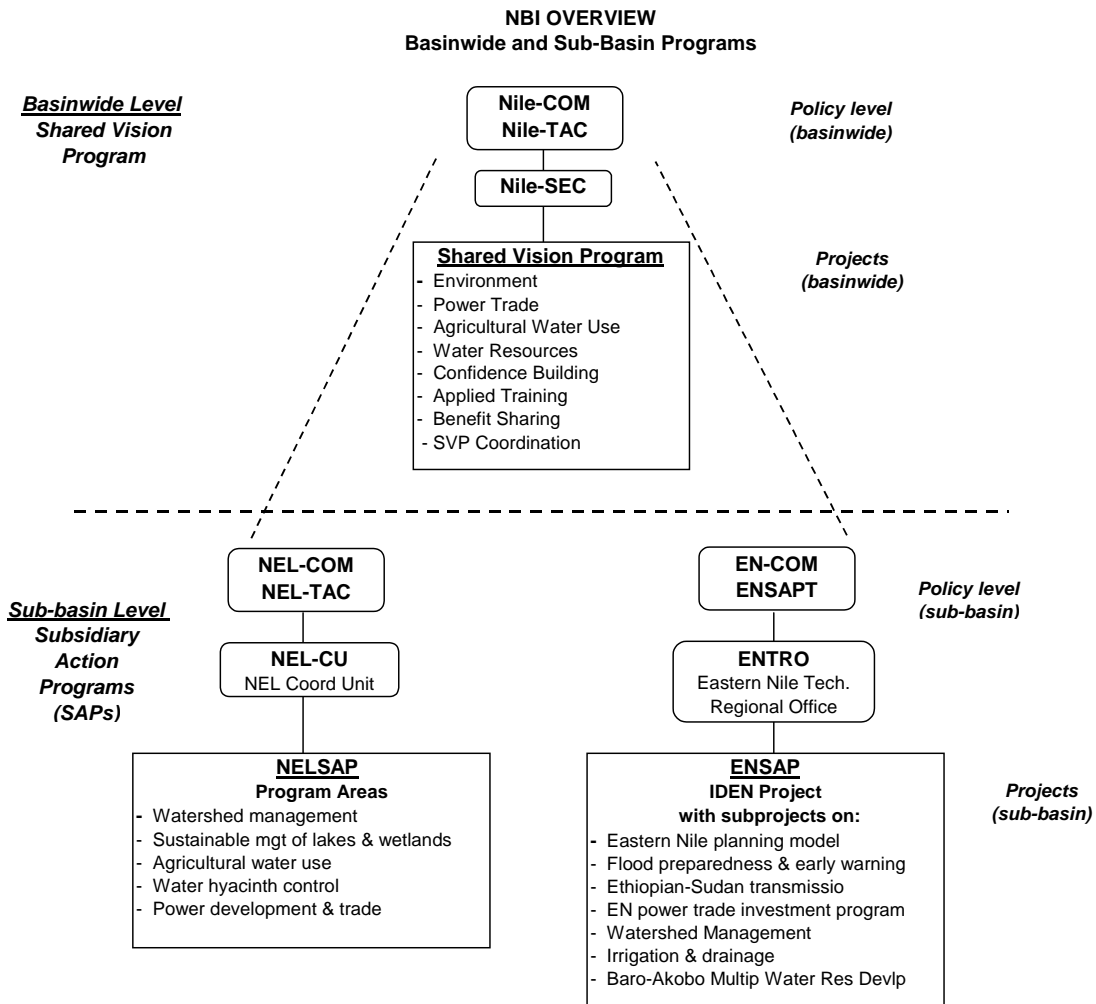 NBI OVERVIEW
Basinwide and Sub-Basin Programs
Basinwide Level
Shared Vision
Program
Nile-COM
Nile-TAC
Policy level
(basinwide)
Nile-SEC
Shared Vision Program
- Environment
- Power Trade
- Agricultural Water Use
- Water Resources
- Confidence Building
- Applied Training
- Benefit Sharing
- SVP Coordination
Projects
(basinwide)
Sub-basin Level
Subsidiary
Action
Programs
(SAPs)
NEL-COM
NEL-TAC
NEL-CU
NEL Coord Unit
NELSAP
Program Areas
- Watershed management
- Sustainable mgt of lakes & wetlands
- Agricultural water use
- Water hyacinth control
- Power development & trade
EN-COM
ENSAPT
Policy level
(sub-basin)
ENTRO
Eastern Nile Tech.
Regional Office
ENSAP
IDEN Project
with subprojects on:
- Eastern Nile planning model
- Flood preparedness & early warning
- Ethiopian-Sudan transmissio
- EN power trade investment program
- Watershed Management
- Irrigation & drainage
- Baro-Akobo Multip Water Res Devlp
Projects
(sub-basin)